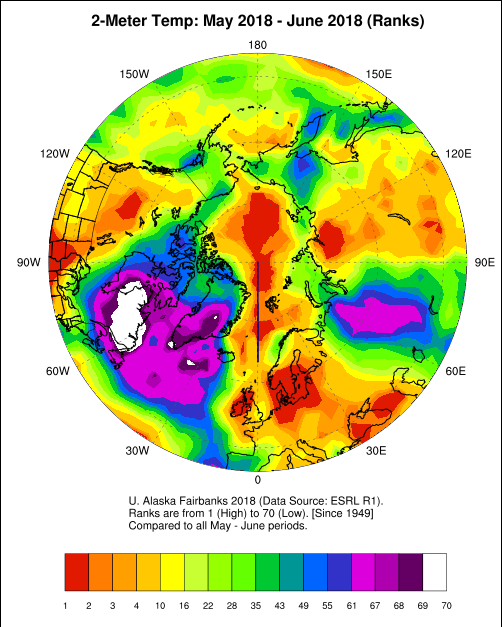 2-Meter Temp: May 2018 - June 2018 (Ranks)
180
150W
150E
120W
120E
90W
90E
60W
60E
30W
30E
0
U. Alaska Fairbanks 2018 (Data Source: ESRL R1).
Ranks are from 1 (High) to 70 (Low). [Since 1949]
Compared to all May - June periods.
1 2 3 4 10 16 22 28 35 43 49 55 61 67 68 69 70